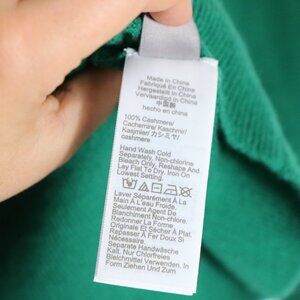 Made In China
Fabriqué En Chine
Hergestellt In China
Vervaardigd in China
中国製
hecho en china
100% Cashmere/
Cachemire/ Kaschmir/
Kasjmier/ カシミヤ/
cashmere
Hand Wash Cold
Separately, Non-chlorine
Bleach Only, Reshape And
Lay Flat To Dry, Iron On
Lowest Setting.
Laver Séparément À La
Main À L'eau Froide.
Seulement Eau De
Blanchiment Non-chlore.
Redonner La Forme
Originale Et Sécher À Plat.
Repasser À Fer Doux Si
Nécessaire.
Separate Handwäsche
Kalt. Nur Chlorfreies
Bleichmittel Verwenden. In
Form Ziehen Und Zum